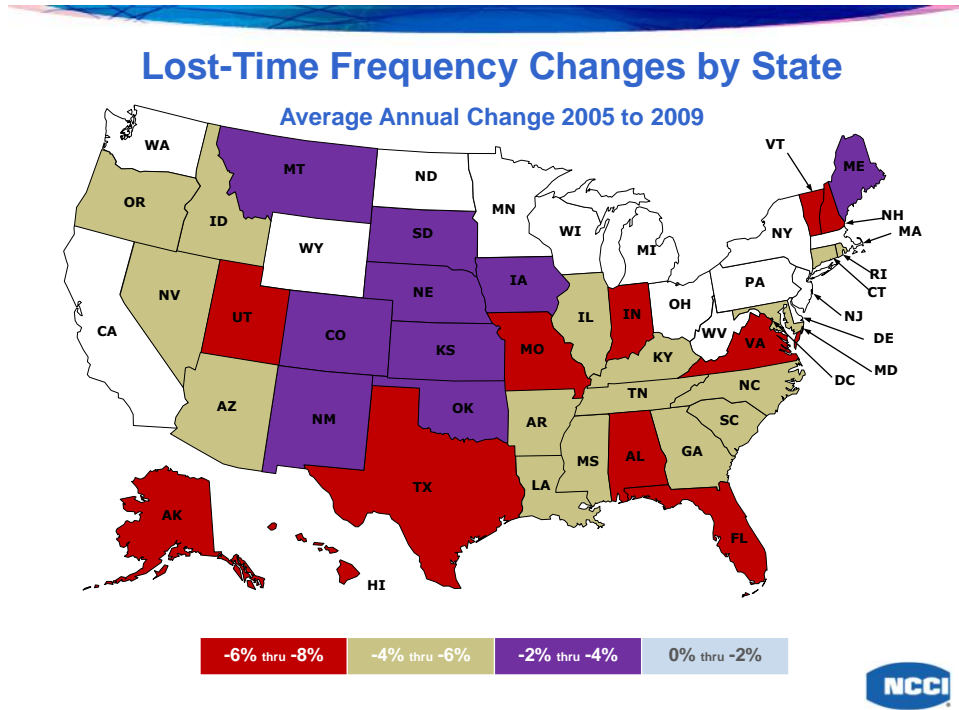 Lost-Time Frequency Changes by State
Average Annual Change 2005 to 2009
WA
MT
ND
MN
VT
ME
OR
ID
WY
SD
WI
MI
NY
NH
MA
RI
CT
NV
UT
CO
NE
IA
IL
IN
OH
PA
NJ
CA
KS
MO
KY
WV
VA
DE
MD
DC
AZ
NM
OK
AR
TN
NC
SC
TX
LA
MS
AL
GA
FL
AK
HI
-6% thru -8%
-4% thru -6%
-2% thru -4%
0% thru -2%
NCCI